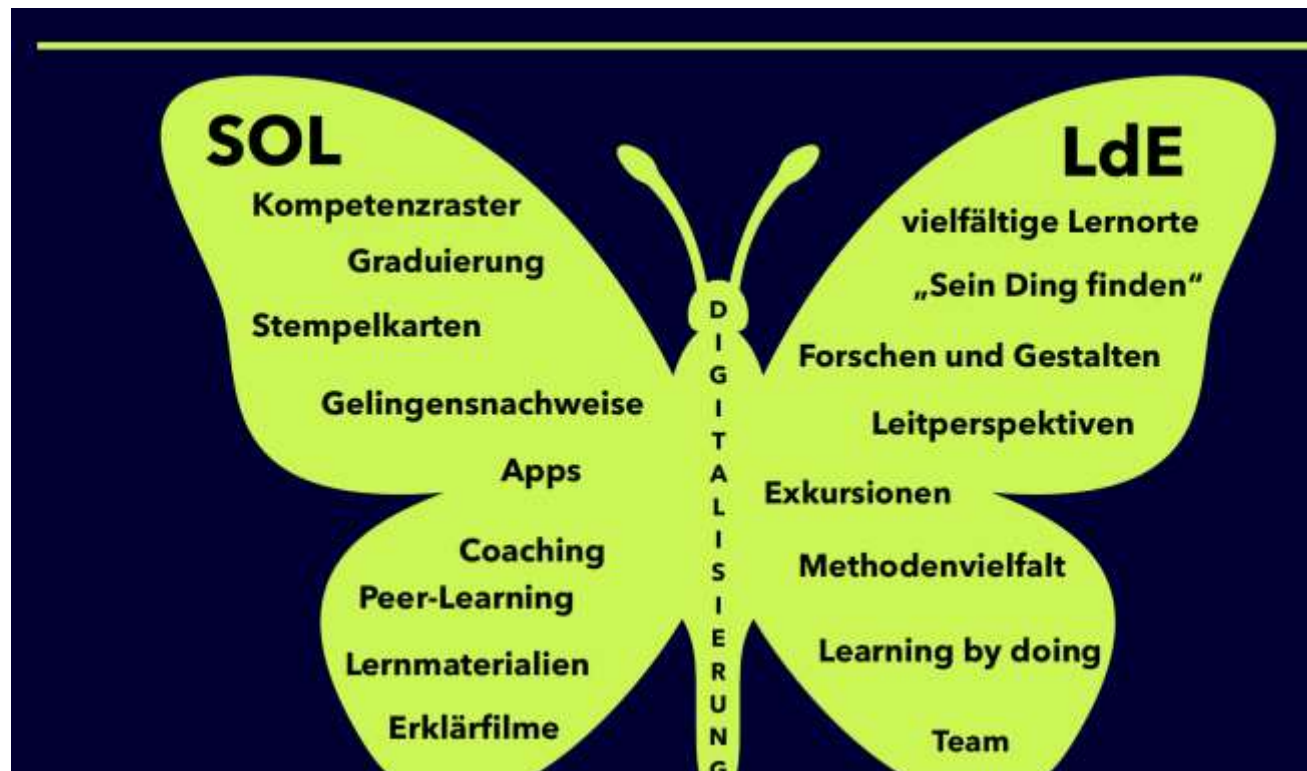 SOL
Kompetenzraster
Graduierung
Stempelkarten
Gelingensnachweise
Apps
Coaching
Peer-Learning
Lernmaterialien
Erklärfilme
DIGITALISIERUNG
LdE
vielfältige Lernorte
„Sein Ding finden“
Forschen und Gestalten
Leitperspektiven
Exkursionen
Methodenvielfalt
Learning by doing
Team